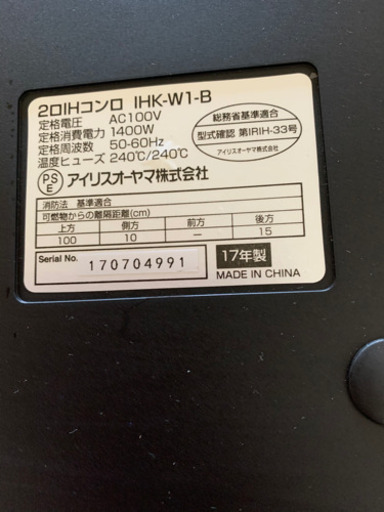 2口IHコンロ IHK-W1-B
定格電圧 AC100V
定格消費電力 1400W
定格周波数 50-60Hz
温度ヒューズ 240℃/240℃
総務省基準適合
型式確認 第IRIH-33号
アイリスオーヤマ株式会社
PS
E
アイリスオーヤマ株式会社
消防法 基準適合
可燃物からの離隔距離(cm)
上方 側方 前方 後方
100 10 - 15
Serial No. 170704991
17年製
MADE IN CHINA